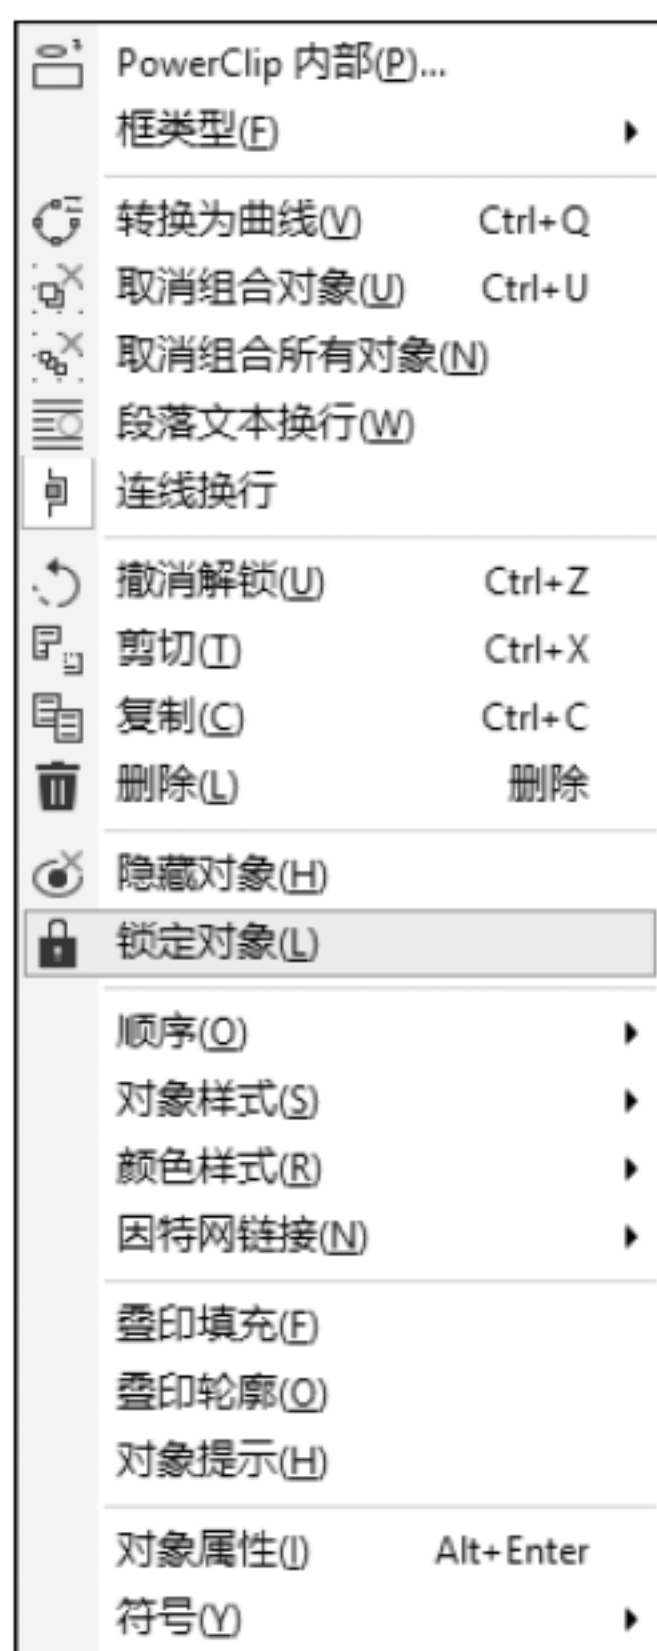 PowerClip 内部(P)...
框类型(F)
转换为曲线(V) Ctrl+Q
取消组合对象(U) Ctrl+U
取消组合所有对象(N)
段落文本换行(W)
连线换行
撤消解锁(U) Ctrl+Z
剪切(T) Ctrl+X
复制(C) Ctrl+C
删除(L) 删除
隐藏对象(H)
锁定对象(L)
顺序(O)
对象样式(S)
颜色样式(R)
因特网链接(N)
叠印填充(F)
叠印轮廓(O)
对象提示(H)
对象属性(I) Alt+Enter
符号(Y)